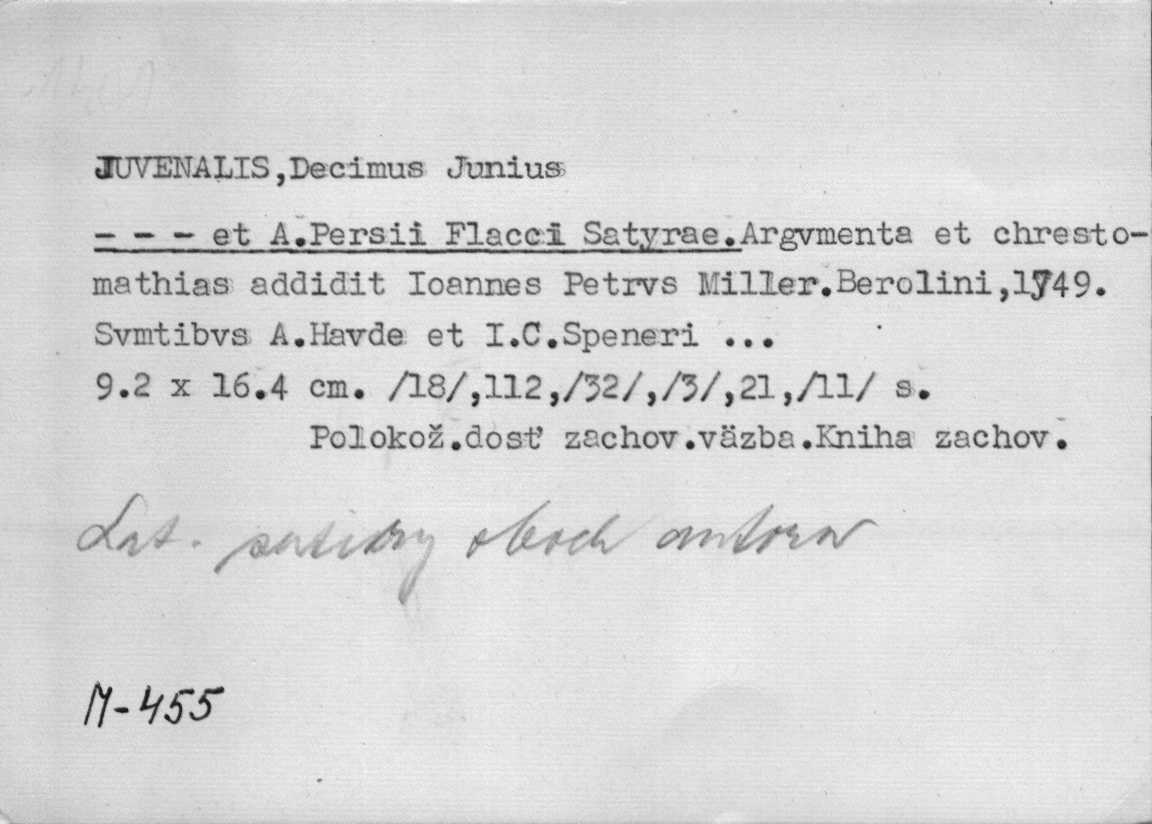 JUVENALIS,Decimus Junius
- - - et A.Persii Flacci Satyrae.Argvmenta et chresto-
mathias addidit Ioannes Petrvs Miller.Berolini,1749.
Svmtibvs A.Havde et I.C.Speneri ...
9.2 x 16.4 cm. /18/,112,/32/,/3/,21,/11/ s.
Polokož.dosť zachov.väzba.Kniha zachov.
Lat. satiry oboch autorov
M-455